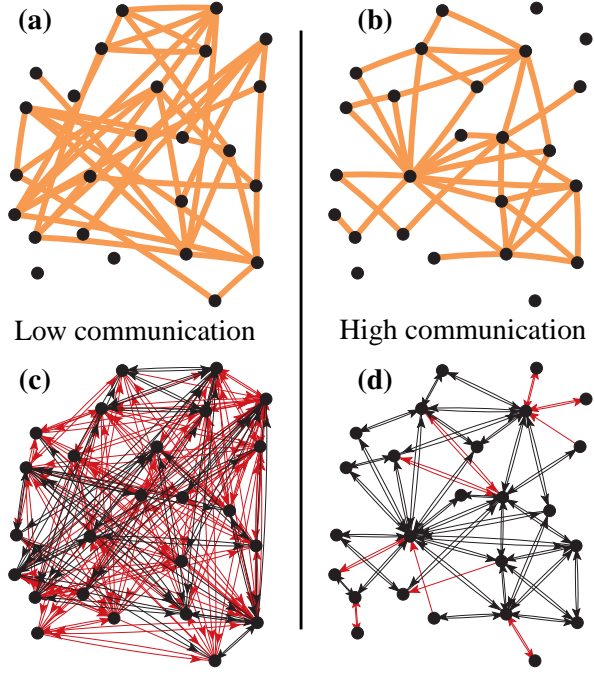 (a)
(b)
Low communication
High communication
(c)
(d)